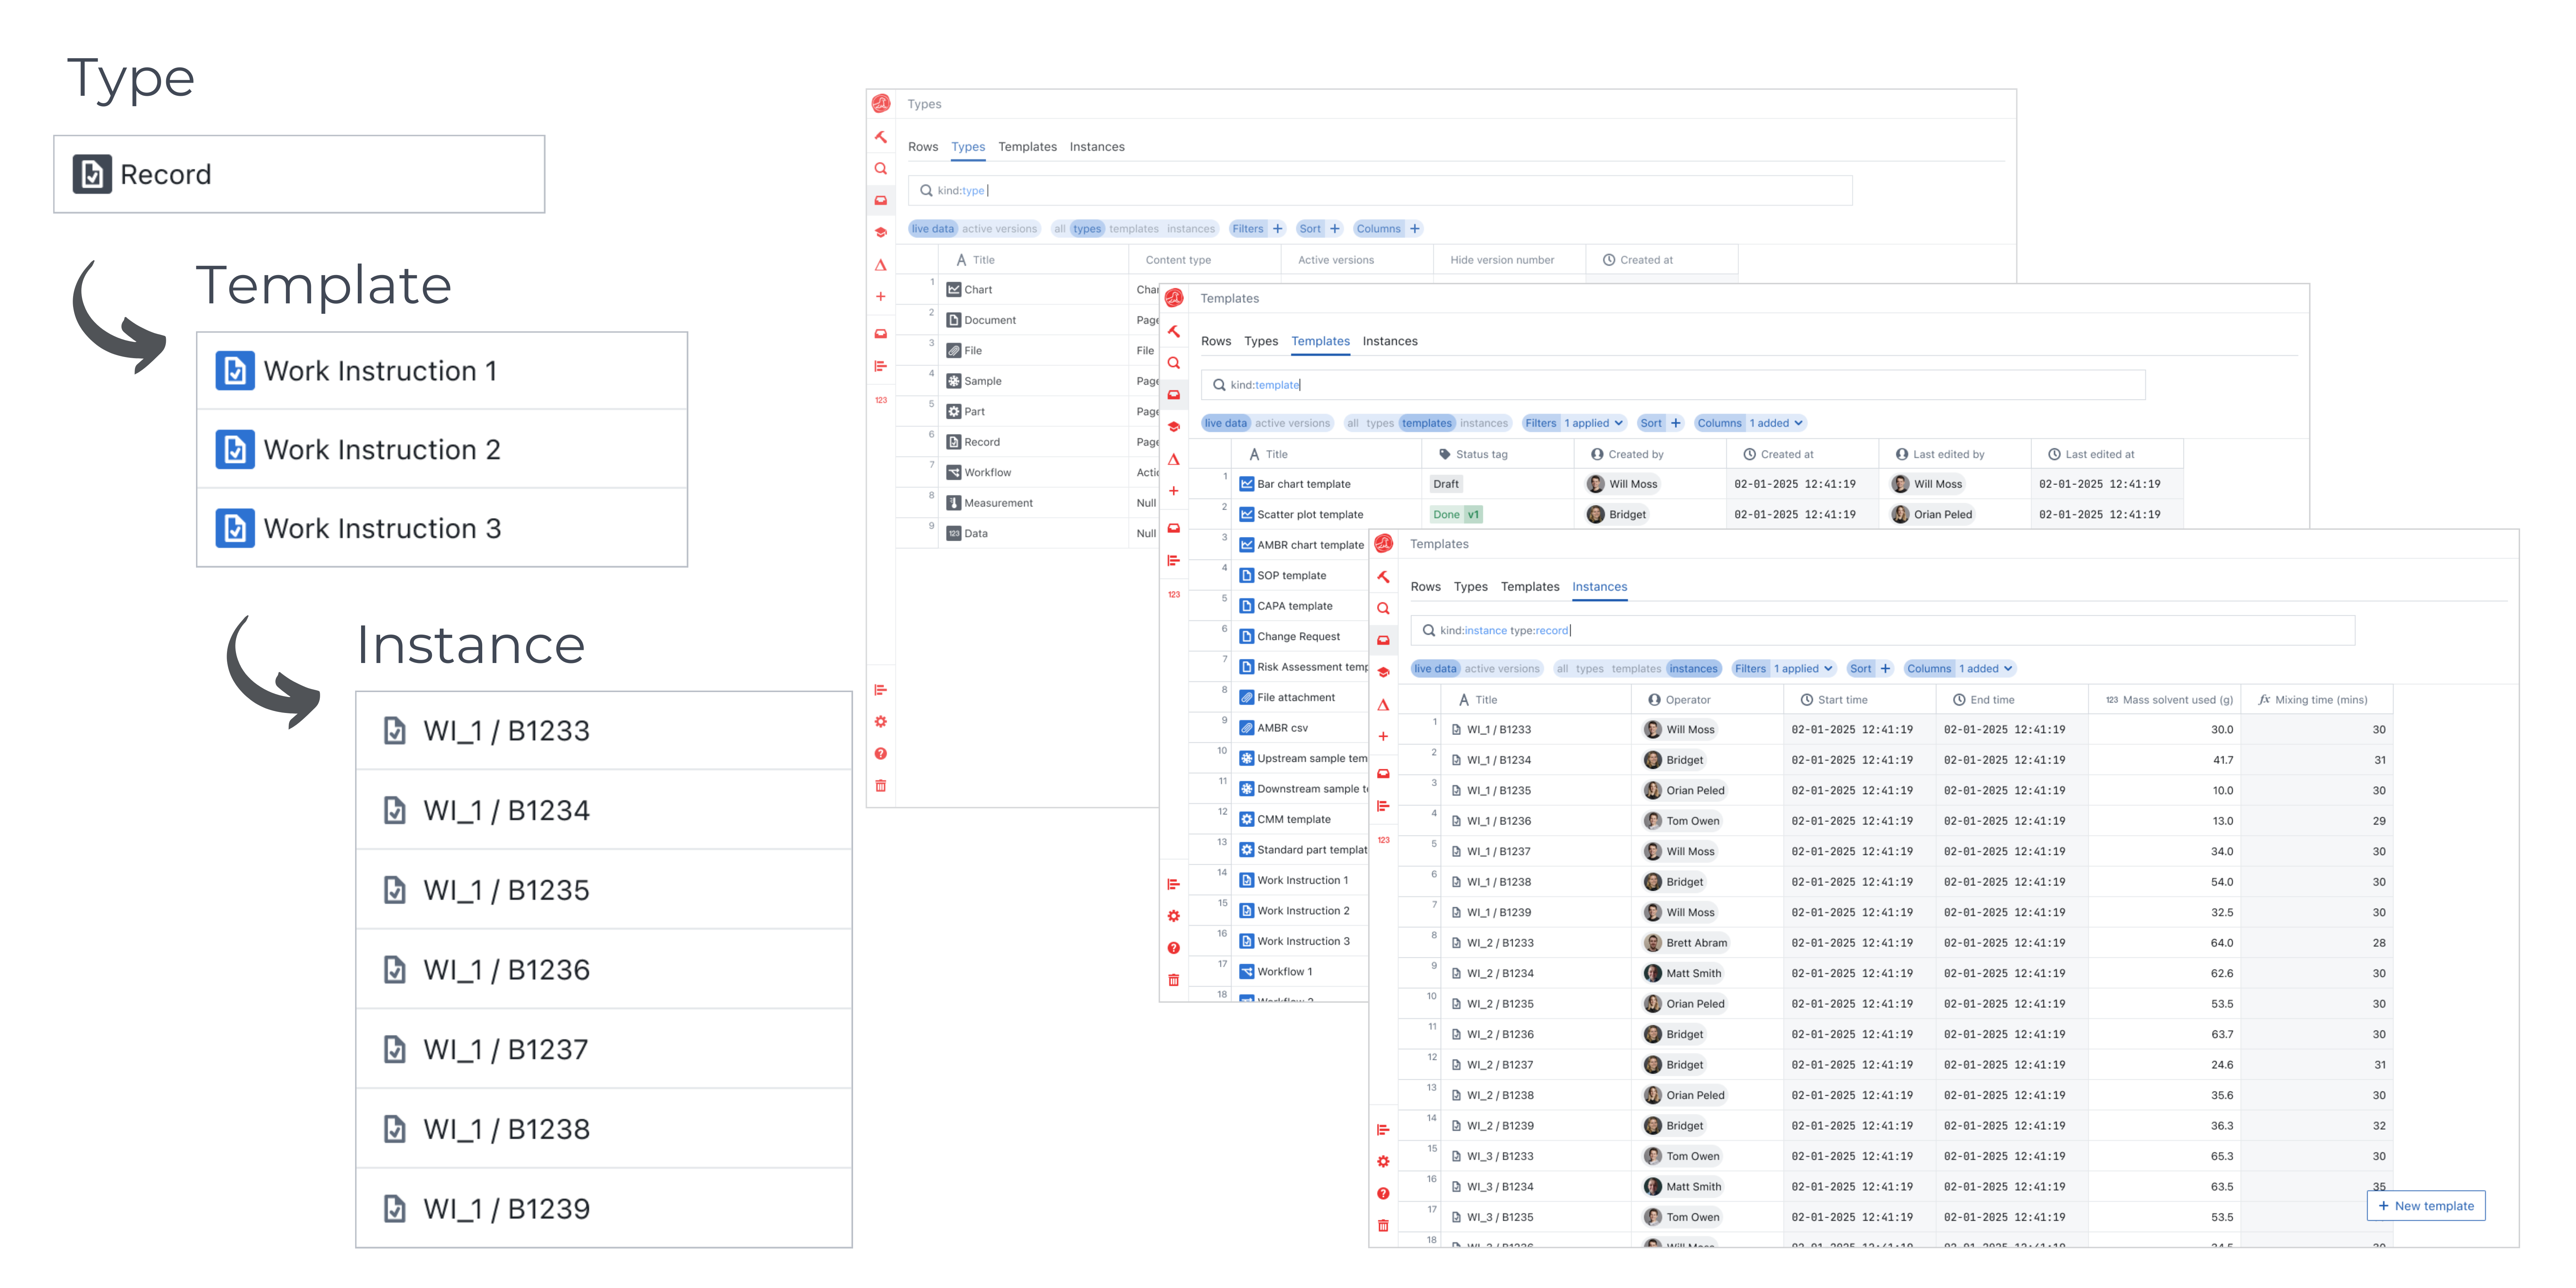 Type
Record
Template
Work Instruction 1
Work Instruction 2
Work Instruction 3
Instance
WI_1 / B1233
WI_1 / B1234
WI_1 / B1235
WI_1 / B1236
WI_1 / B1237
WI_1 / B1238
WI_1 / B1239
Types
Rows Types Templates Instances
kind:type
live data active versions all types templates instances Filters + Sort + Columns +
Title Content type Active versions Hide version number Created at
1 Chart
2 Document
3 File File
4 Sample
5 Part
6 Record
7 Workflow
8 Measurement Null
9 Data Null
123
Templates
Rows Types Templates Instances
kind:template
live data active versions all types templates instances Filters 1 applied Sort + Columns 1 added
Title Status tag Created by Created at Last edited by Last edited at
1 Bar chart template Draft Will Moss 02-01-2025 12:41:19 Will Moss 02-01-2025 12:41:19
2 Scatter plot template Done v1 Bridget 02-01-2025 12:41:19 Orian Peled 02-01-2025 12:41:19
3 AMBR chart template
4 SOP template
5 CAPA template
6 Change Request
7 Risk Assessment temp
8 File attachment
9 AMBR csv
10 Upstream sample tem
11 Downstream sample t
12 CMM template
13 Standard part templat
14 Work Instruction 1
15 Work Instruction 2
16 Work Instruction 3
17 Workflow 1
18
123
Templates
Rows Types Templates Instances
kind:instance type:record
live data active versions all types templates instances Filters 1 applied Sort + Columns 1 added
Title Operator Start time End time 123 Mass solvent used (g) fx Mixing time (mins)
1 WI_1 / B1233 Will Moss 02-01-2025 12:41:19 02-01-2025 12:41:19 30.0 30
2 WI_1 / B1234 Bridget 02-01-2025 12:41:19 02-01-2025 12:41:19 41.7 31
3 WI_1 / B1235 Orian Peled 02-01-2025 12:41:19 02-01-2025 12:41:19 10.0 30
4 WI_1 / B1236 Tom Owen 02-01-2025 12:41:19 02-01-2025 12:41:19 13.0 29
5 WI_1 / B1237 Will Moss 02-01-2025 12:41:19 02-01-2025 12:41:19 34.0 30
6 WI_1 / B1238 Bridget 02-01-2025 12:41:19 02-01-2025 12:41:19 54.0 30
7 WI_1 / B1239 Will Moss 02-01-2025 12:41:19 02-01-2025 12:41:19 32.5 30
8 WI_2 / B1233 Brett Abram 02-01-2025 12:41:19 02-01-2025 12:41:19 64.0 28
9 WI_2 / B1234 Matt Smith 02-01-2025 12:41:19 02-01-2025 12:41:19 62.6 30
10 WI_2 / B1235 Orian Peled 02-01-2025 12:41:19 02-01-2025 12:41:19 53.5 30
11 WI_2 / B1236 Bridget 02-01-2025 12:41:19 02-01-2025 12:41:19 63.7 30
12 WI_2 / B1237 Bridget 02-01-2025 12:41:19 02-01-2025 12:41:19 24.6 31
13 WI_2 / B1238 Orian Peled 02-01-2025 12:41:19 02-01-2025 12:41:19 35.6 30
14 WI_2 / B1239 Bridget 02-01-2025 12:41:19 02-01-2025 12:41:19 36.3 32
15 WI_3 / B1233 Tom Owen 02-01-2025 12:41:19 02-01-2025 12:41:19 65.3 30
16 WI_3 / B1234 Matt Smith 02-01-2025 12:41:19 02-01-2025 12:41:19 63.5 35
17 WI_3 / B1235 Tom Owen 02-01-2025 12:41:19 02-01-2025 12:41:19 53.5
18
123
+ New template